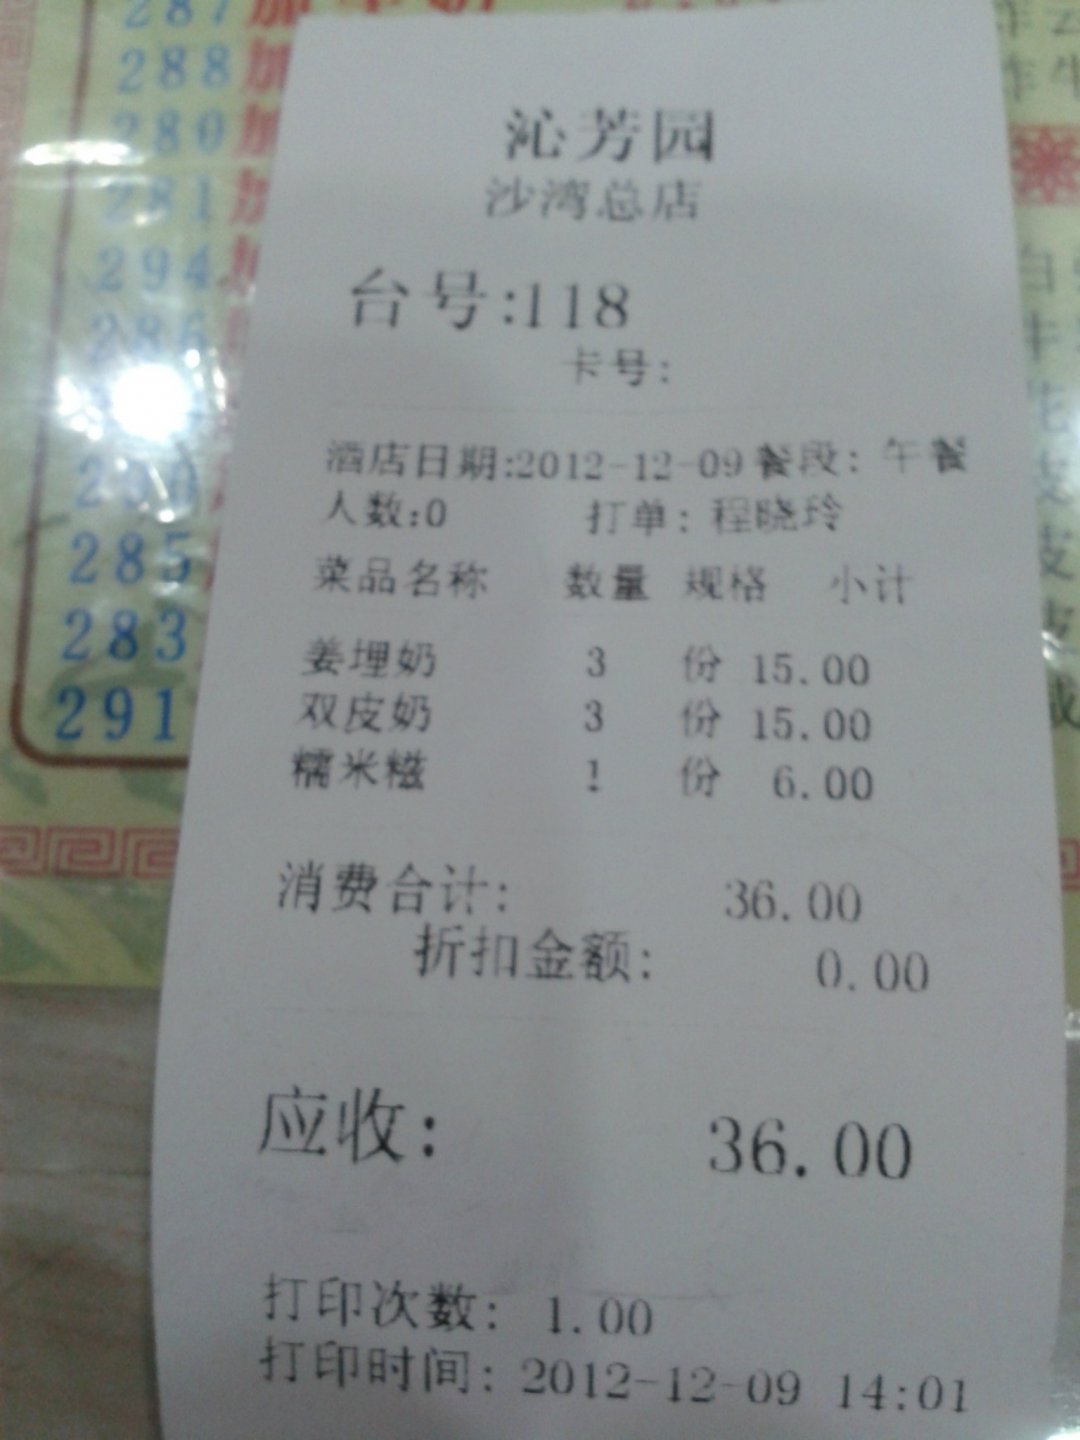 沁芳园
沙湾总店
台号:118
卡号:
酒店日期:2012-12-09 餐段: 午餐
人数:0 打单: 程晓玲
菜品名称 数量 规格 小计
姜埋奶 3 份 15.00
双皮奶 3 份 15.00
糯米糍 1 份 6.00
消费合计: 36.00
折扣金额: 0.00
应收: 36.00
打印次数: 1.00
打印时间: 2012-12-09 14:01
287
288 加
280 加
281 加
294
285
283
291